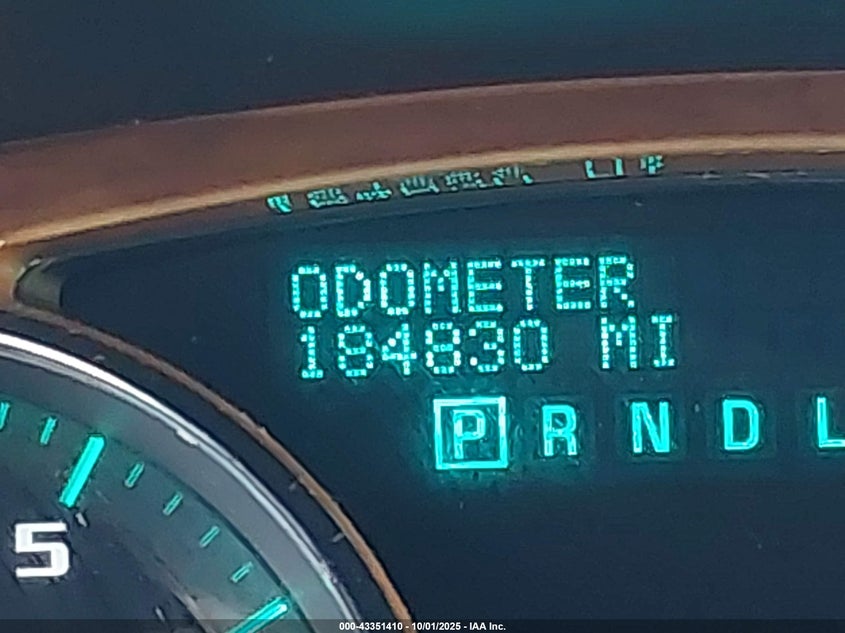 ODOMETER
184830 MI
P R N D L
5
000-43351410 - 10/01/2025 - IAA Inc.